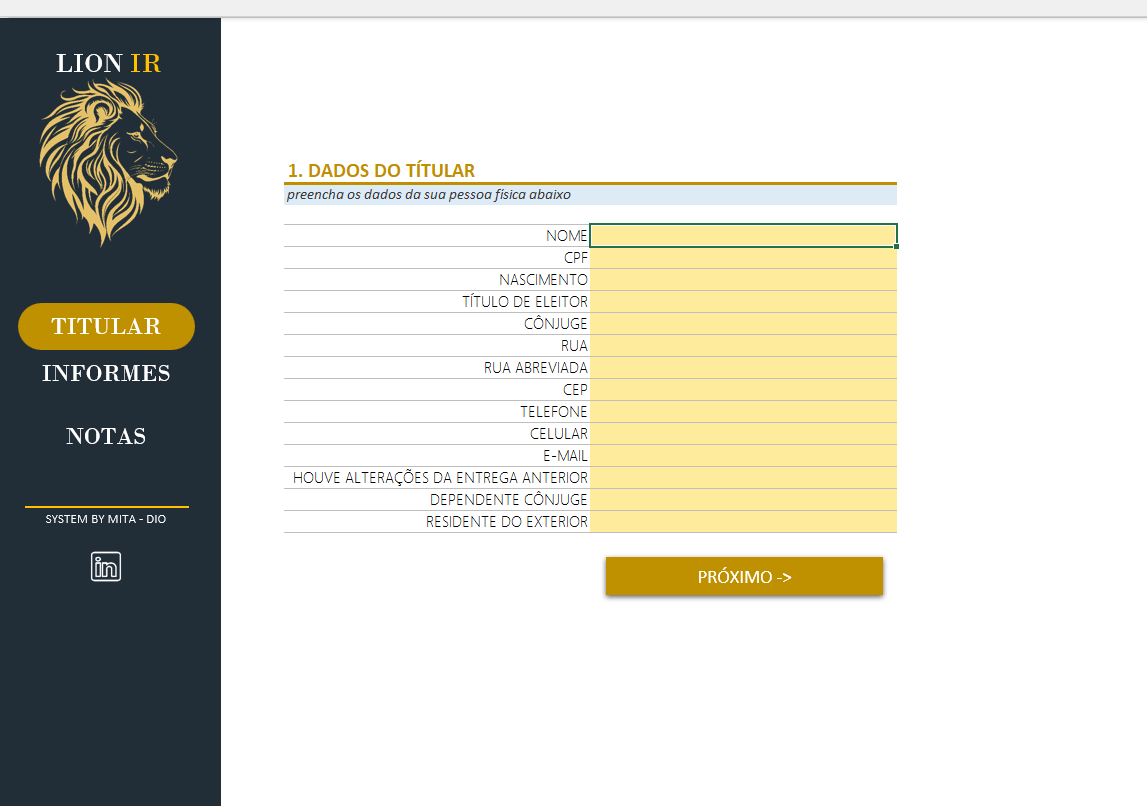 LION IR
TITULAR
INFORMES
NOTAS
SYSTEM BY MITA - DIO
in
1. DADOS DO TÍTULAR
preencha os dados da sua pessoa física abaixo
NOME
CPF
NASCIMENTO
TÍTULO DE ELEITOR
CÔNJUGE
RUA
RUA ABREVIADA
CEP
TELEFONE
CELULAR
E-MAIL
HOUVE ALTERAÇÕES DA ENTREGA ANTERIOR
DEPENDENTE CÔNJUGE
RESIDENTE DO EXTERIOR
PRÓXIMO ->